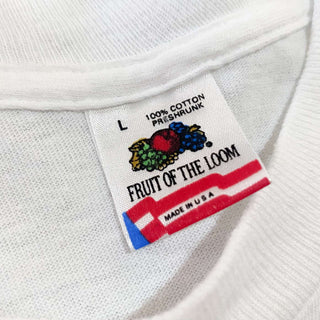 L
100% COTTON
PRESHRUNK
®
FRUIT OF THE LOOM
MADE IN U S A